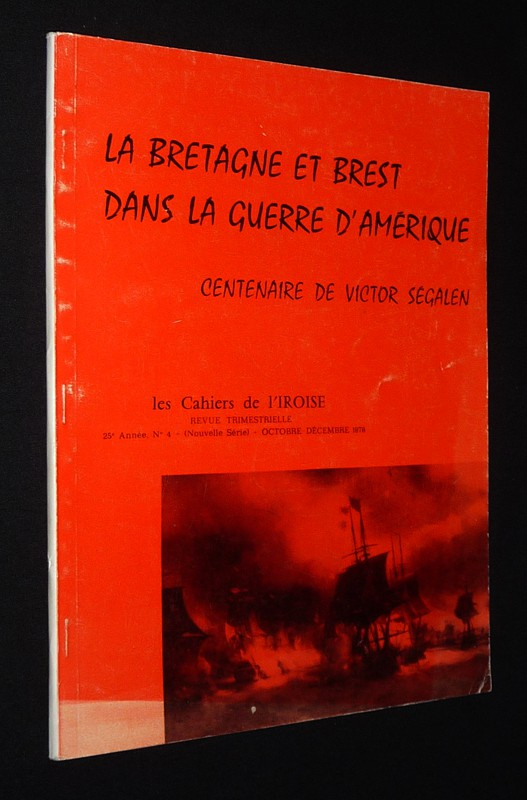 LA BRETAGNE ET BREST
DANS LA GUERRE D'AMÉRIQUE
CENTENAIRE DE VICTOR SEGALEN
les Cahiers de l'IROISE
REVUE TRIMESTRIELLE
25e Année, N° 4 - (Nouvelle Série) - OCTOBRE DÉCEMBRE 1978